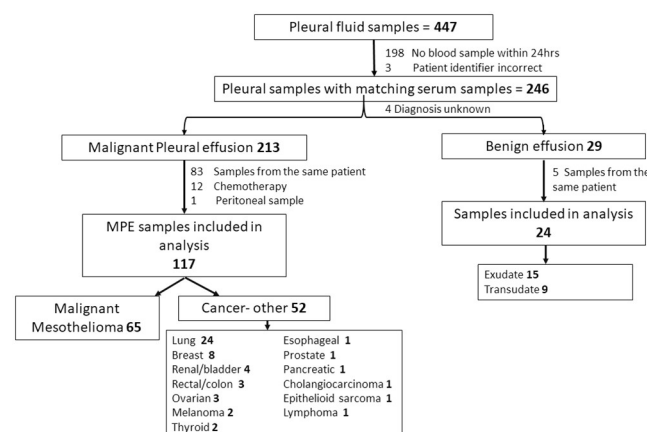 Pleural fluid samples = 447
198 No blood sample within 24hrs
3 Patient identifier incorrect
Pleural samples with matching serum samples = 246
4 Diagnosis unknown
Malignant Pleural effusion 213
Benign effusion 29
83 Samples from the same patient
12 Chemotherapy
1 Peritoneal sample
5 Samples from the
same patient
MPE samples included in
analysis
117
Samples included in analysis
24
Exudate 15
Transudate 9
Malignant
Mesothelioma 65
Cancer- other 52
Lung 24
Breast 8
Renal/bladder 4
Rectal/colon 3
Ovarian 3
Melanoma 2
Thyroid 2
Esophageal 1
Prostate 1
Pancreatic 1
Cholangiocarcinoma 1
Epithelioid sarcoma 1
Lymphoma 1